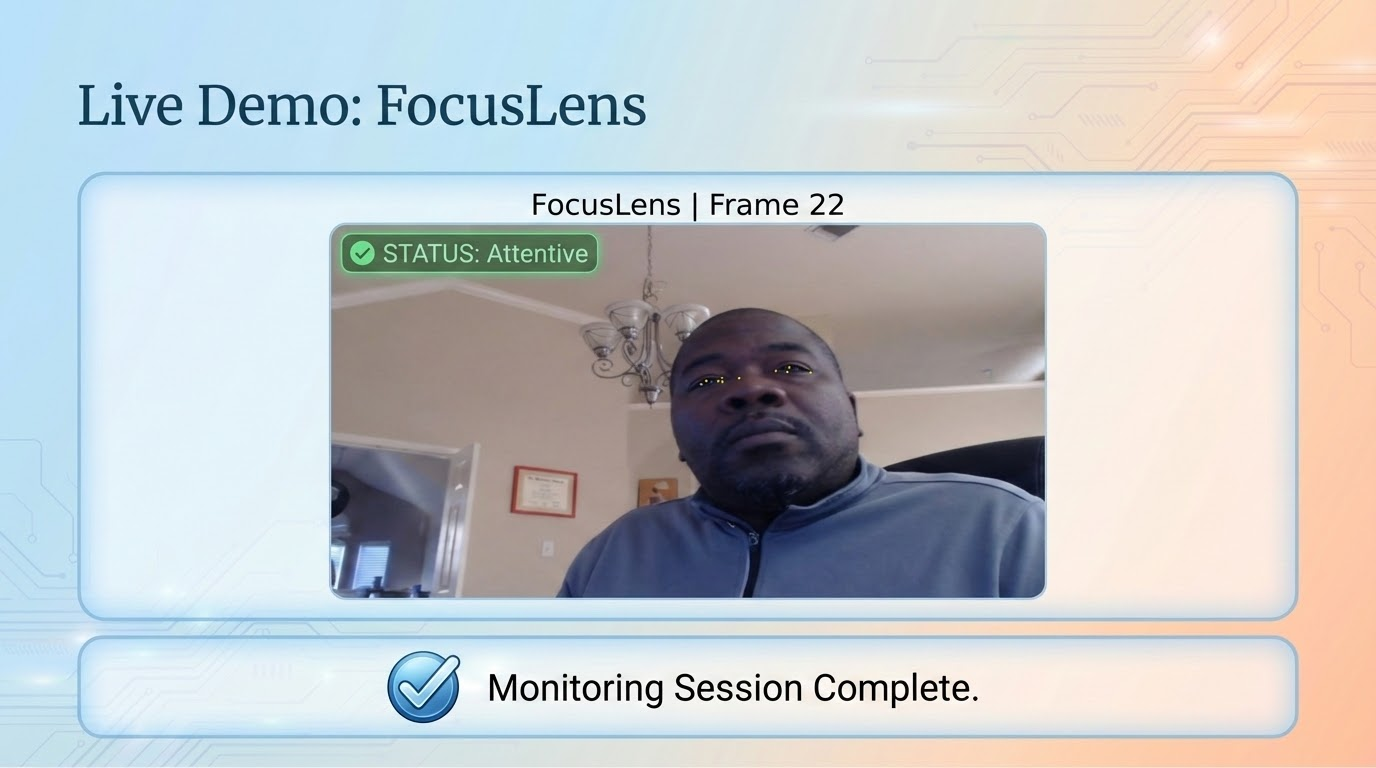 Live Demo: FocusLens
FocusLens | Frame 22
STATUS: Attentive
Monitoring Session Complete.